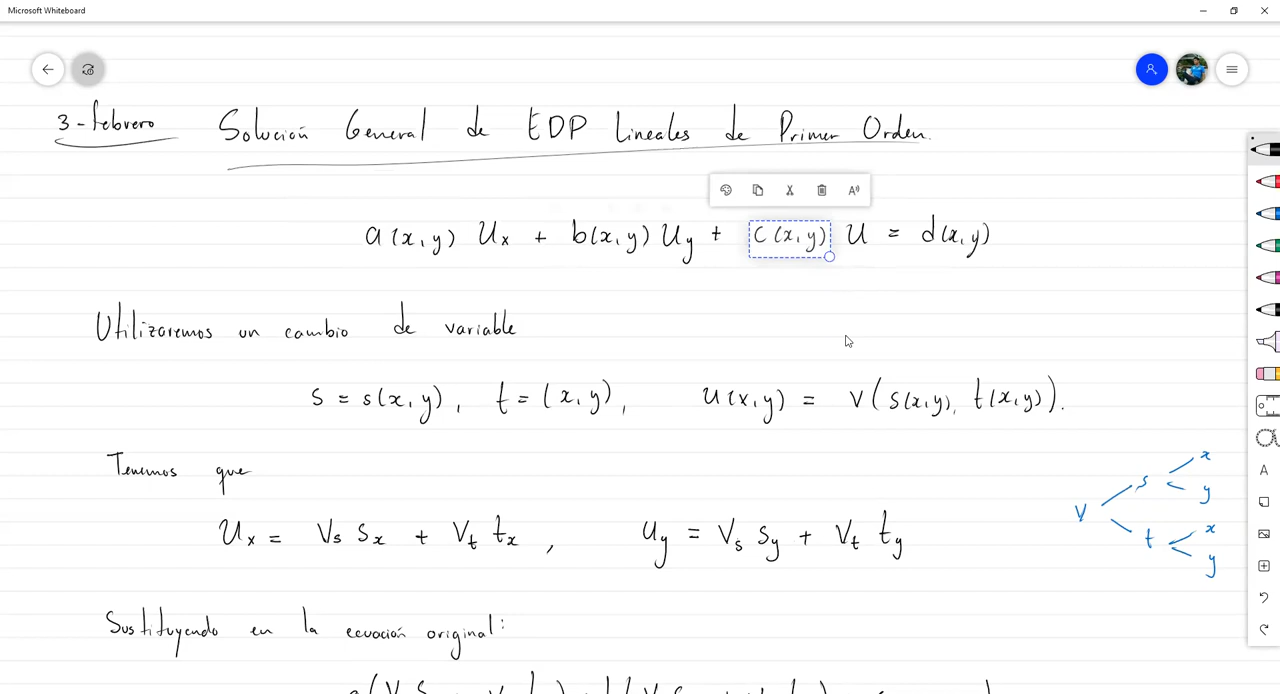 Microsoft Whiteboard
3-febrero Solución General de EDP Lineales de Primer Orden.
a(x,y) Ux + b(x,y) Uy + c(x,y) U = d(x,y)
Utilizaremos un cambio de variable
s = s(x,y), t = (x,y), u(x,y) = v(s(x,y), t(x,y)).
Tenemos que
Ux = Vs Sx + Vt tx, Uy = Vs Sy + Vt ty
V s x y t x y
Sustituyendo en la ecuación original: